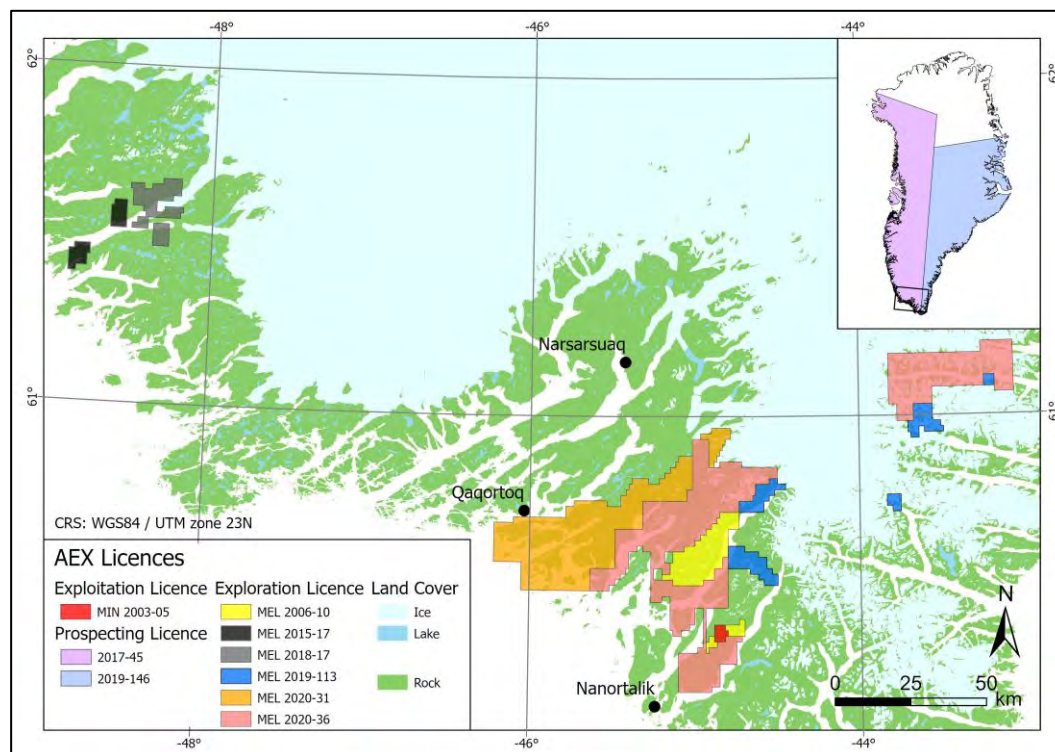 -48°
-46°
-44°
62°
62°
Narsarsuaq
61°
61°
Qaqortoq
CRS: WGS84 / UTM zone 23N
AEX Licences
Exploitation Licence
MIN 2003-05
Prospecting Licence
2017-45
2019-146
Exploration Licence
MEL 2006-10
MEL 2015-17
MEL 2018-17
MEL 2019-113
MEL 2020-31
MEL 2020-36
Land Cover
Ice
Lake
Rock
Nanortalik
N
0 25 50
km
-48°
-46°
-44°